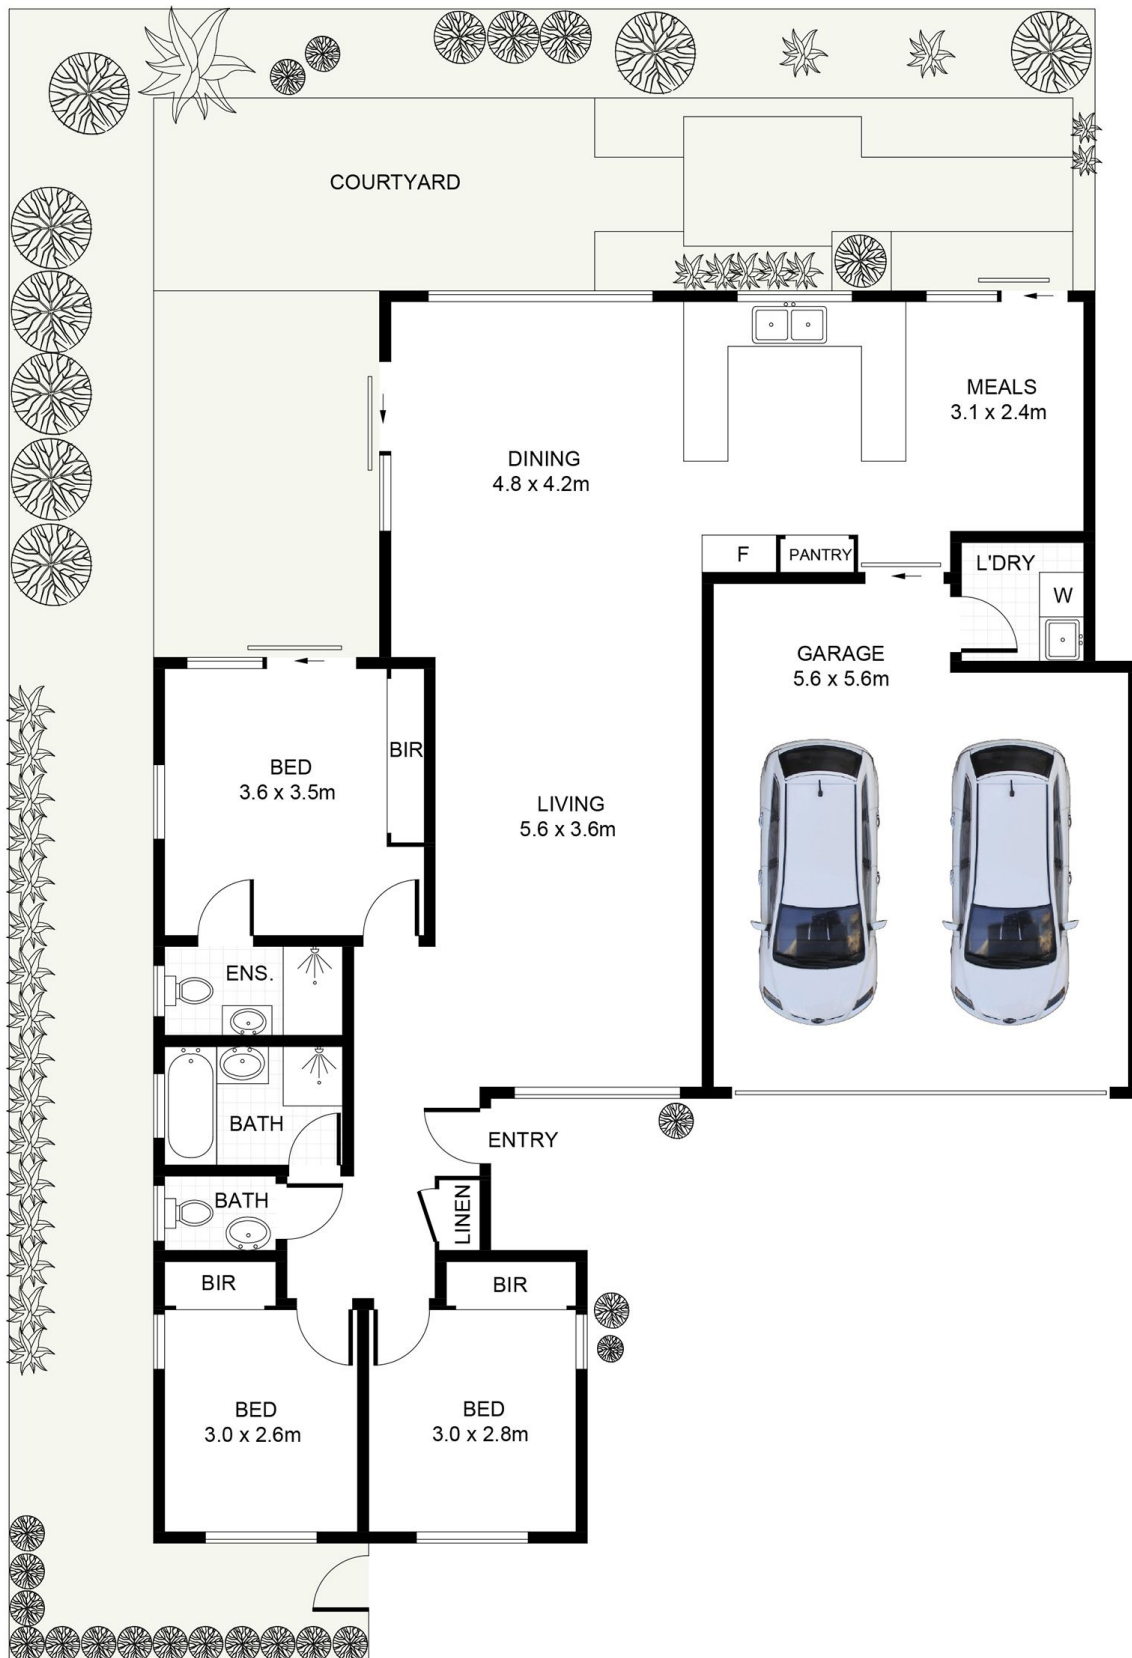 COURTYARD
MEALS
3.1 x 2.4m
DINING
4.8 x 4.2m
F
PANTRY
L'DRY
W
GARAGE
5.6 x 5.6m
BIR
BED
3.6 x 3.5m
LIVING
5.6 x 3.6m
ENS.
BATH
ENTRY
BATH
LINEN
BIR
BIR
BED
3.0 x 2.6m
BED
3.0 x 2.8m